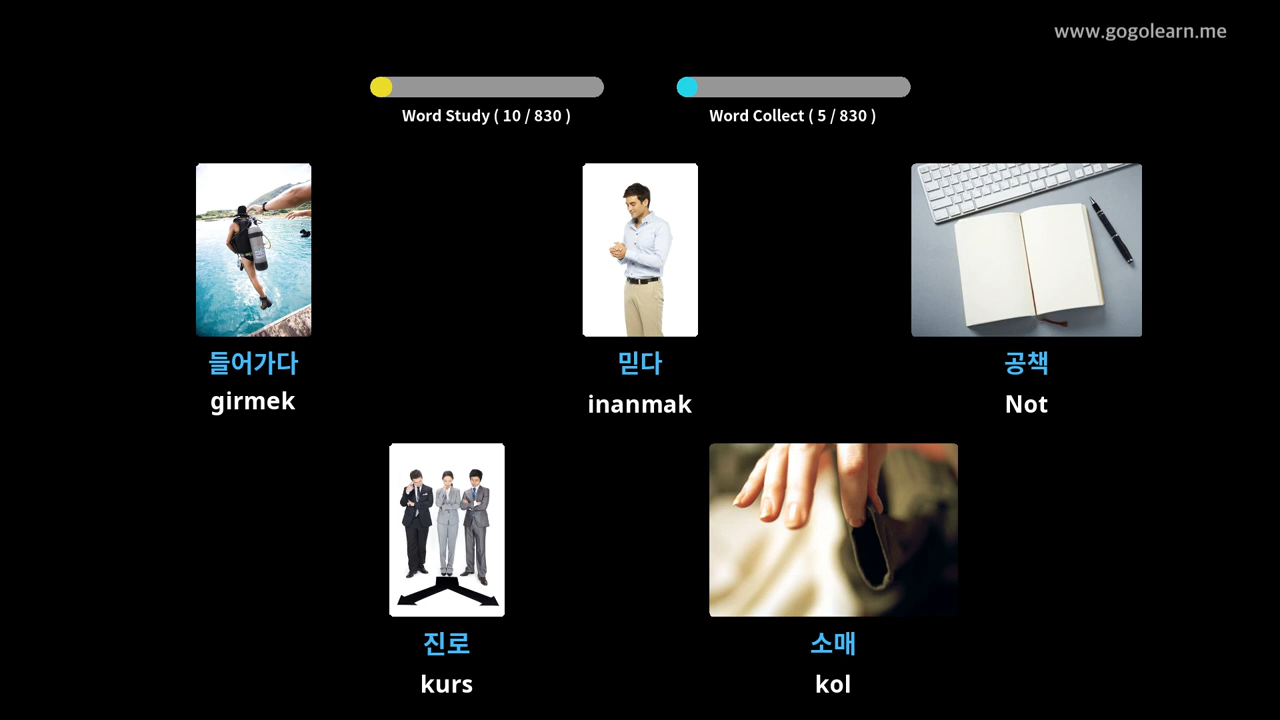 www.gogolearn.me
Word Study ( 10 / 830 )
Word Collect ( 5 / 830 )
들어가다
girmek
믿다
inanmak
공책
Not
진로
kurs
소매
kol